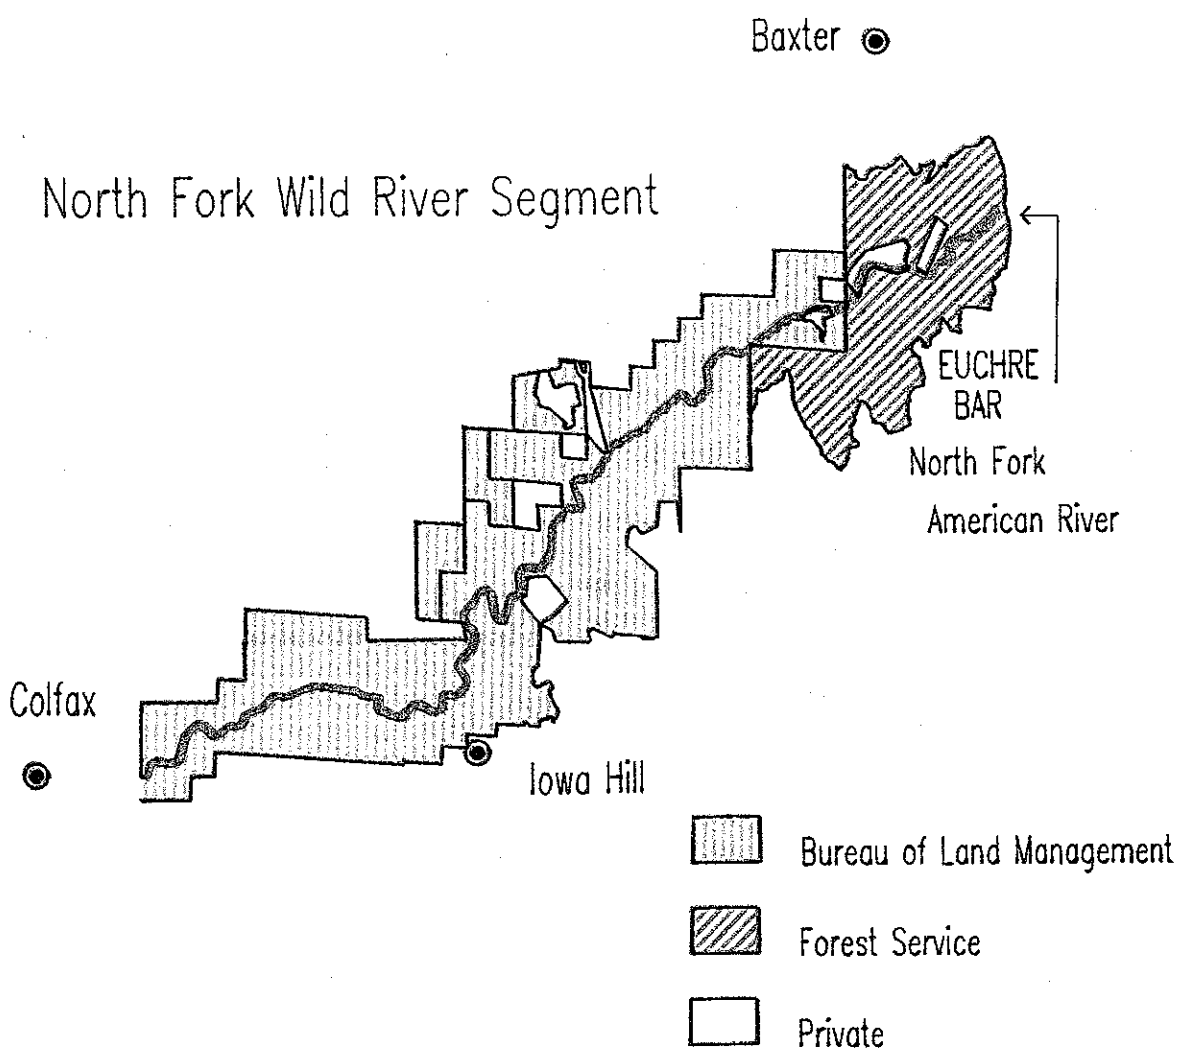 Baxter
North Fork Wild River Segment
EUCHRE
BAR
North Fork
American River
Colfax
Iowa Hill
Bureau of Land Management
Forest Service
Private